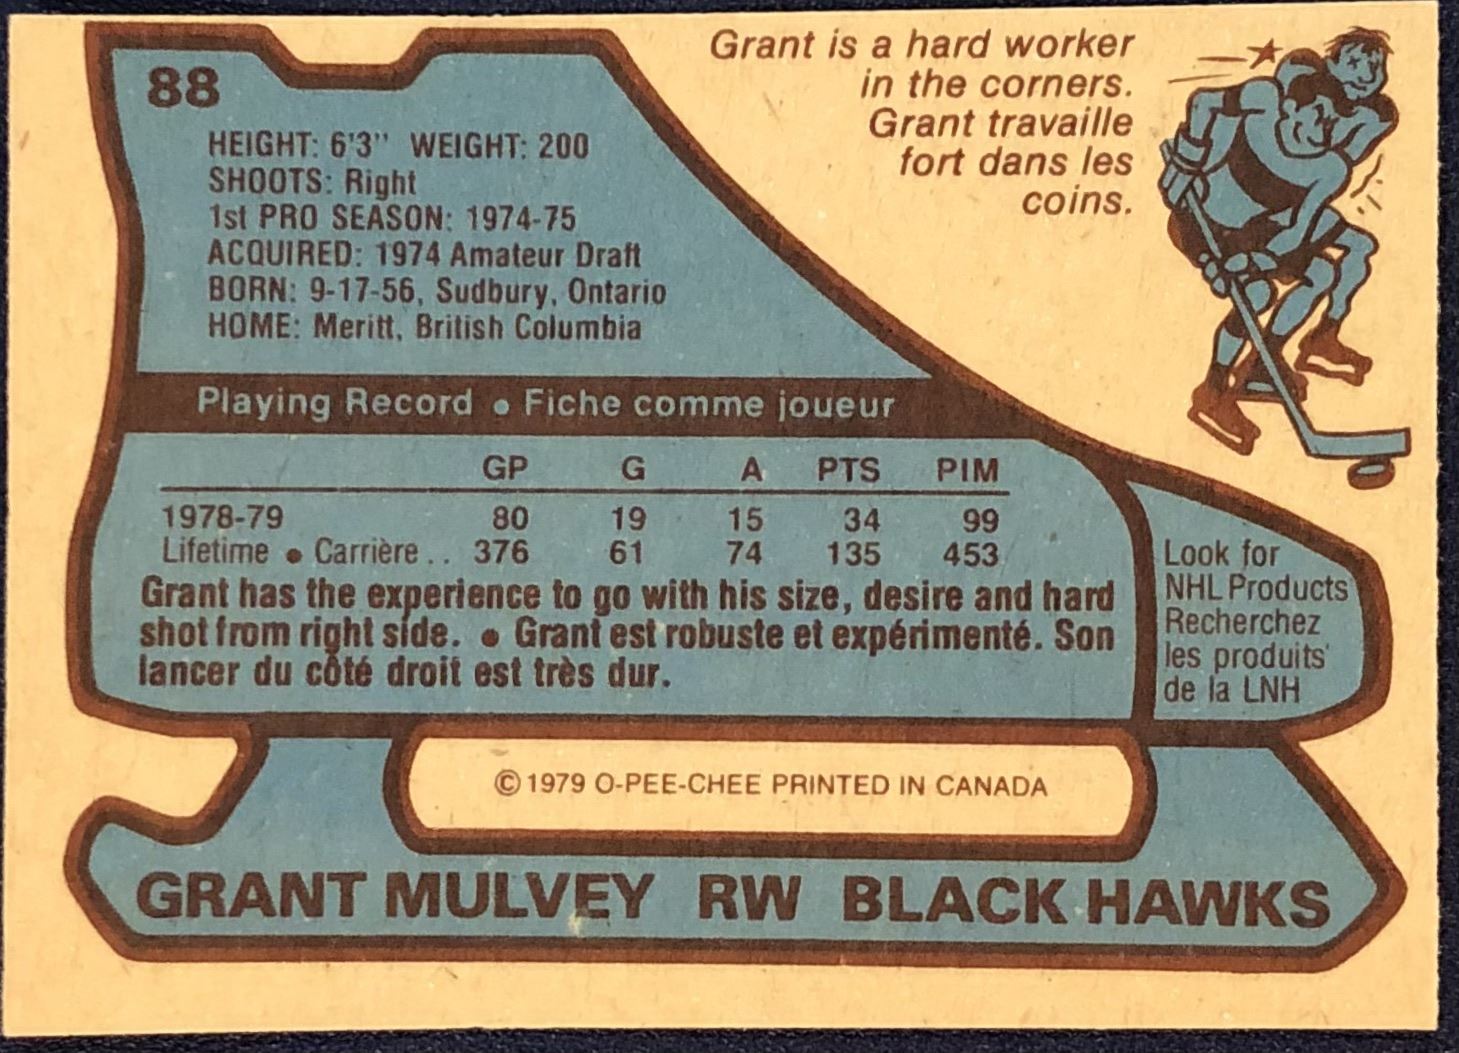 88
Grant is a hard worker
in the corners.
Grant travaille
fort dans les
coins.
HEIGHT: 6'3" WEIGHT: 200
SHOOTS: Right
1st PRO SEASON: 1974-75
ACQUIRED: 1974 Amateur Draft
BORN: 9-17-56, Sudbury, Ontario
HOME: Meritt, British Columbia
Playing Record • Fiche comme joueur
GP G A PTS PIM
1978-79 80 19 15 34 99
Lifetime • Carrière .. 376 61 74 135 453
Grant has the experience to go with his size, desire and hard
shot from right side. • Grant est robuste et expérimenté. Son
lancer du côté droit est très dur.
Look for
NHL Products
Recherchez
les produits
de la LNH
© 1979 O-PEE-CHEE PRINTED IN CANADA
GRANT MULVEY RW BLACK HAWKS